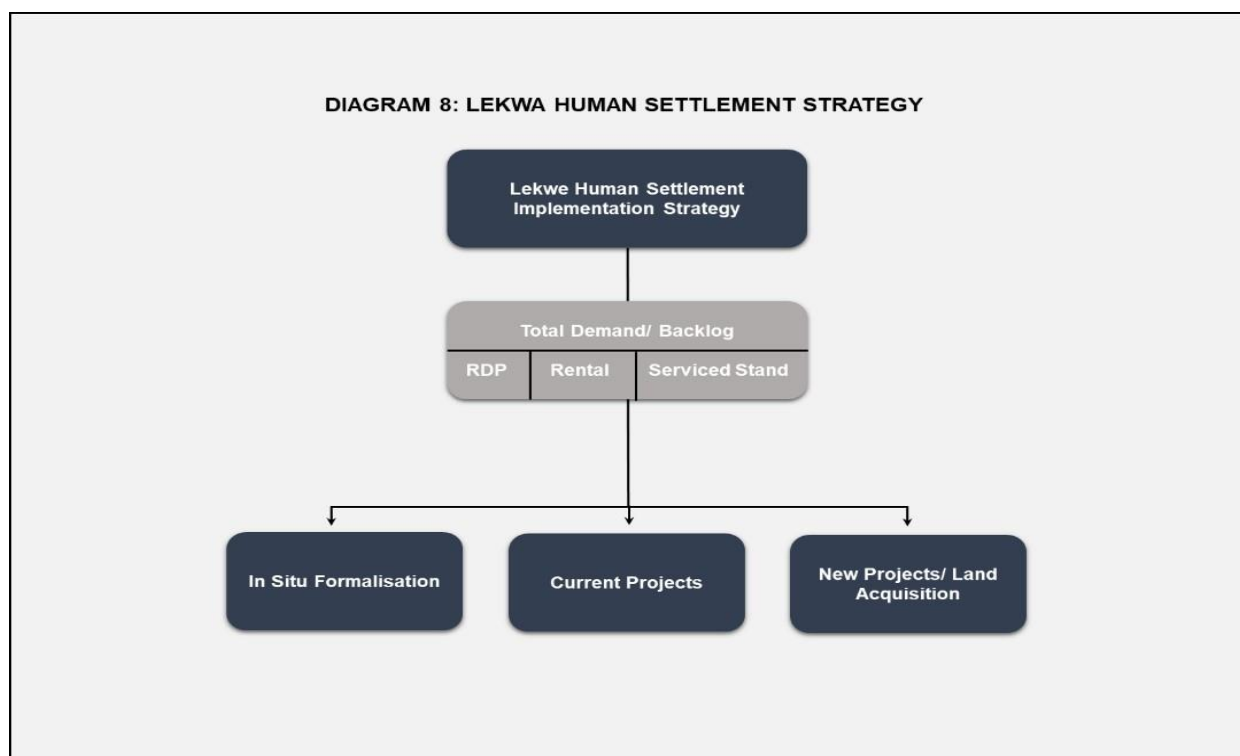 DIAGRAM 8: LEKWA HUMAN SETTLEMENT STRATEGY
Lekwe Human Settlement
Implementation Strategy
Total Demand/ Backlog
RDP
Rental
Serviced Stand
In Situ Formalisation
Current Projects
New Projects/ Land
Acquisition